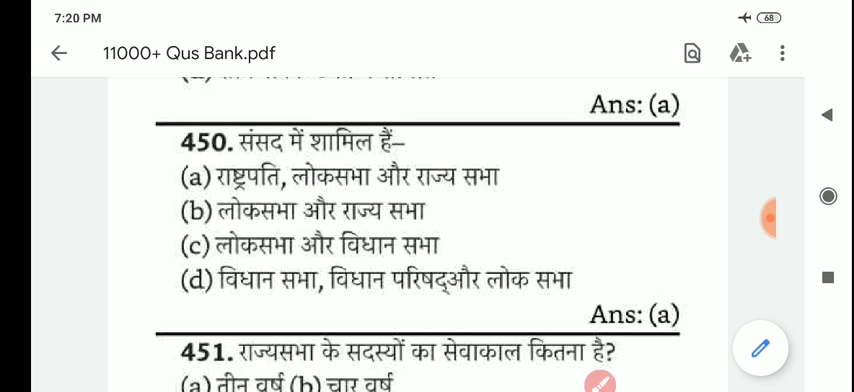 7:20 PM
68
11000+ Qus Bank.pdf
Ans: (a)
450. संसद में शामिल हैं–
(a) राष्ट्रपति, लोकसभा और राज्य सभा
(b) लोकसभा और राज्य सभा
(c) लोकसभा और विधान सभा
(d) विधान सभा, विधान परिषद्और लोक सभा
Ans: (a)
451. राज्यसभा के सदस्यों का सेवाकाल कितना है?
(a) तीन वर्ष (b) चार वर्ष